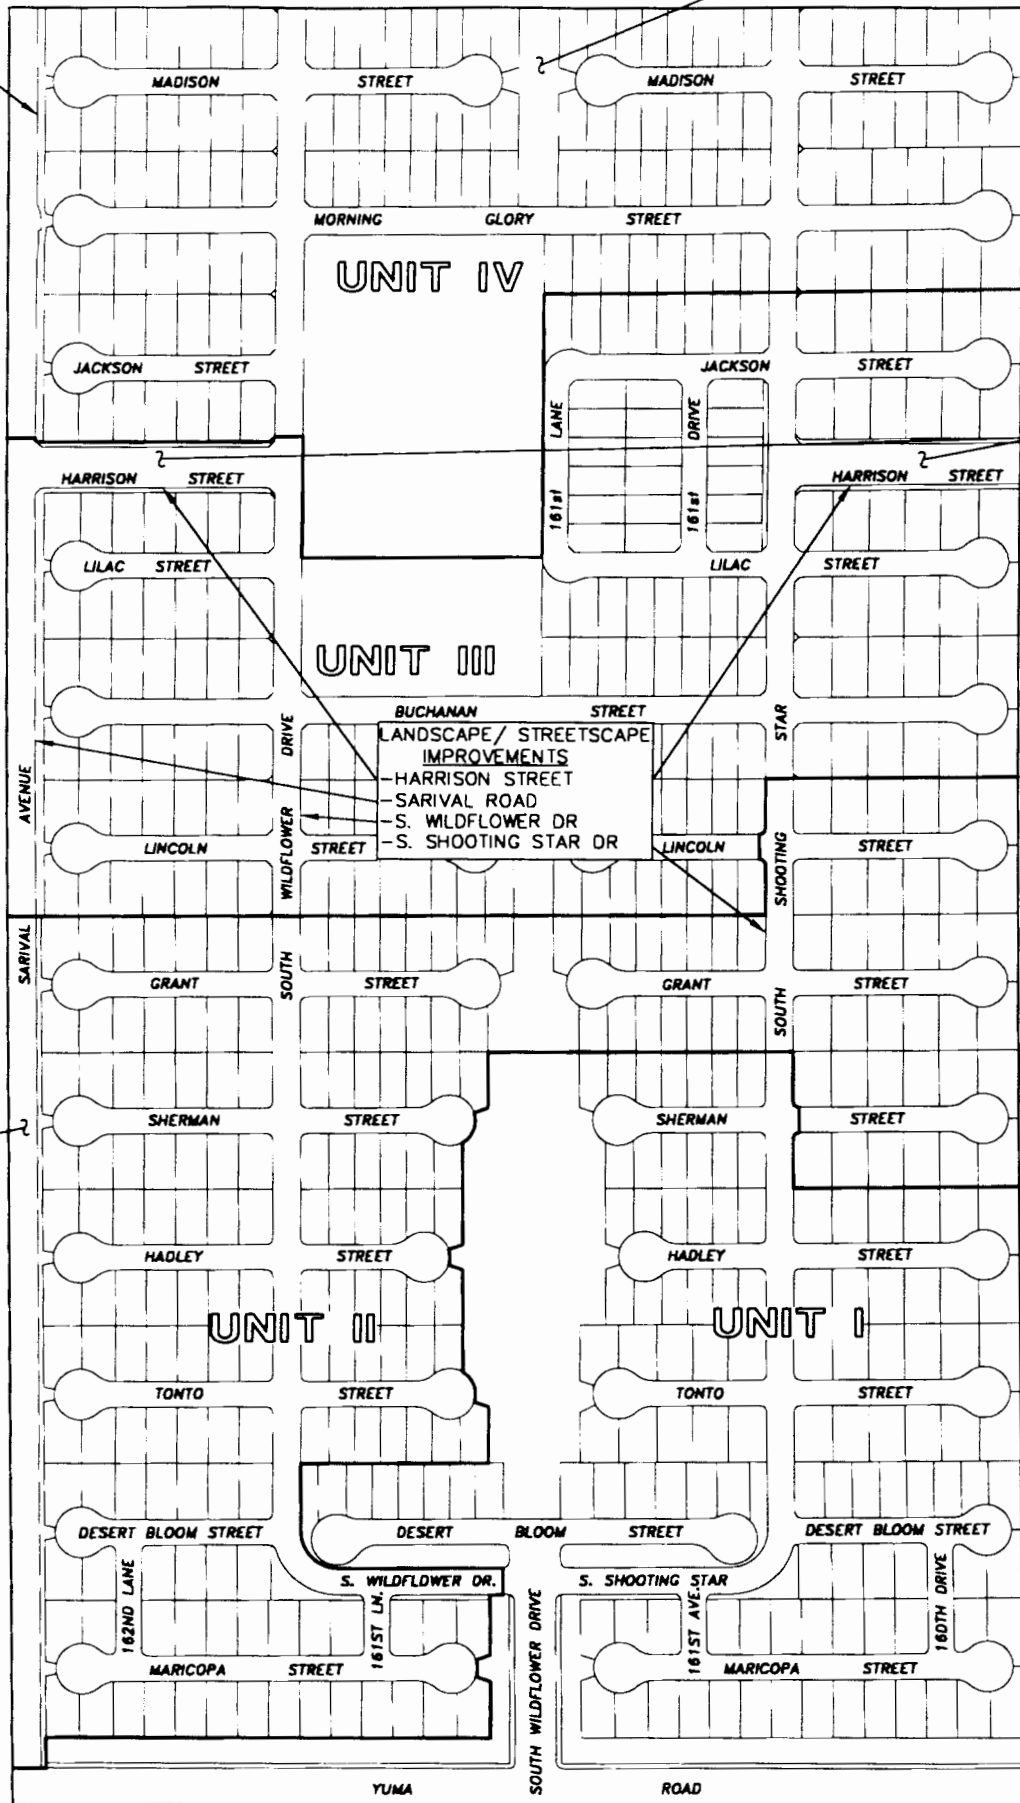 MADISON STREET MADISON STREET
MORNING GLORY STREET
UNIT IV
JACKSON STREET JACKSON STREET
161st LANE
161st DRIVE
HARRISON STREET HARRISON STREET
LILAC STREET LILAC STREET
UNIT III
BUCHANAN STREET
LANDSCAPE/ STREETSCAPE
IMPROVEMENTS
-HARRISON STREET
-SARIVAL ROAD
-S. WILDFLOWER DR
-S. SHOOTING STAR DR
SARIVAL AVENUE
SOUTH WILDFLOWER DRIVE
SOUTH SHOOTING STAR
LINCOLN STREET LINCOLN STREET
GRANT STREET GRANT STREET
SHERMAN STREET SHERMAN STREET
HADLEY STREET HADLEY STREET
UNIT II UNIT I
TONTO STREET TONTO STREET
DESERT BLOOM STREET DESERT BLOOM STREET DESERT BLOOM STREET
S. WILDFLOWER DR. S. SHOOTING STAR
162ND LANE
161ST LN.
SOUTH WILDFLOWER DRIVE
161ST AVE.
160TH DRIVE
MARICOPA STREET MARICOPA STREET
YUMA ROAD